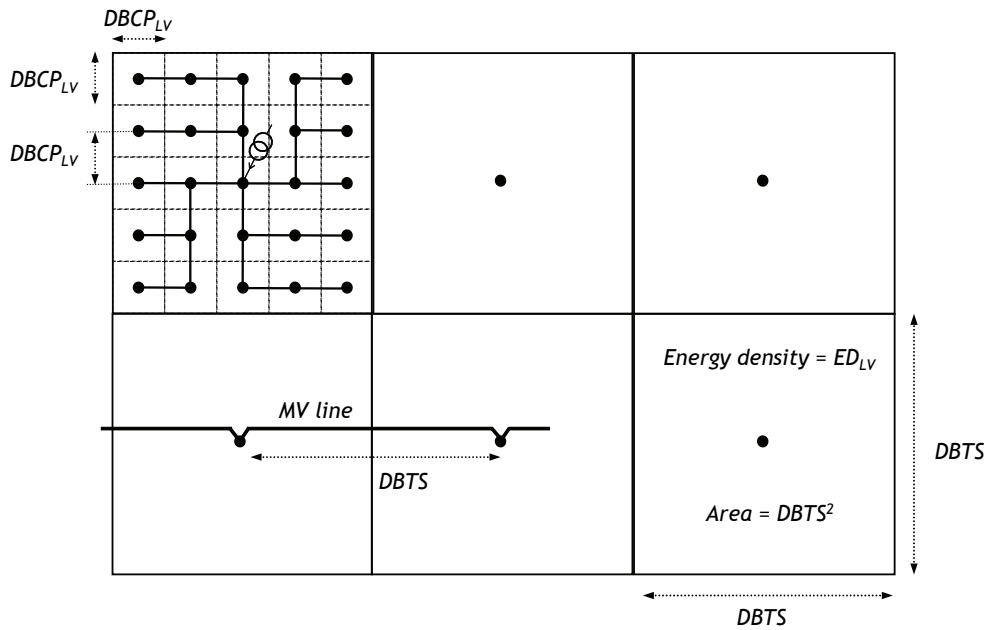 DBCP_LV
DBCP_LV
DBCP_LV
Energy density = ED_LV
MV line
DBTS
DBTS
Area = DBTS²
DBTS